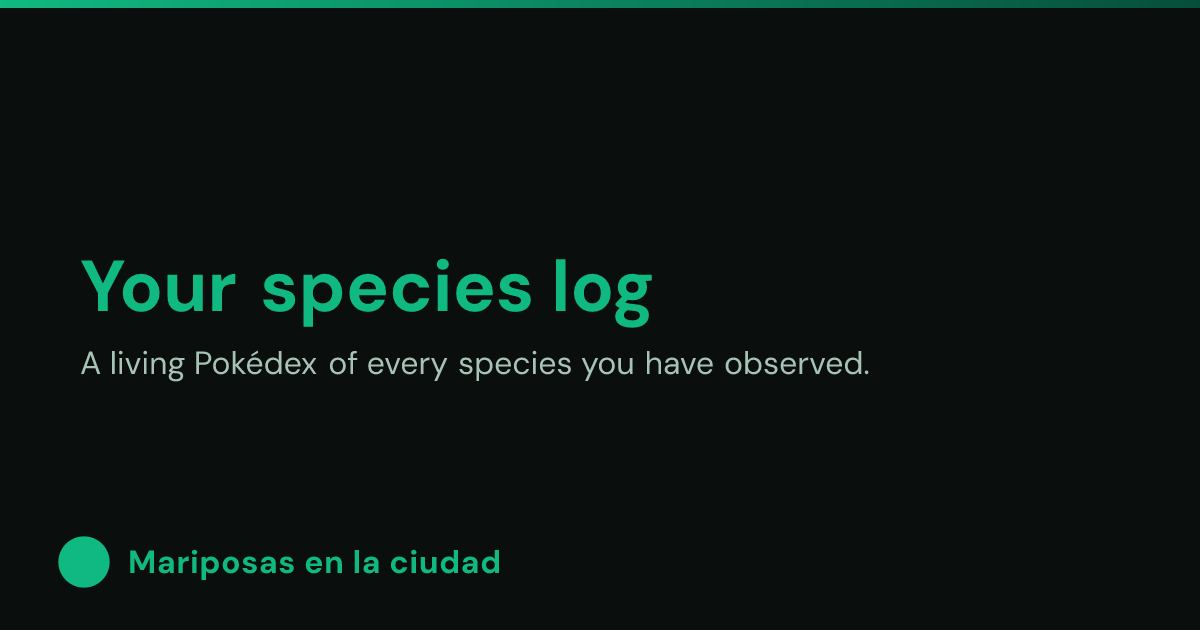 Your species log
A living Pokédex of every species you have observed.
Mariposas en la ciudad